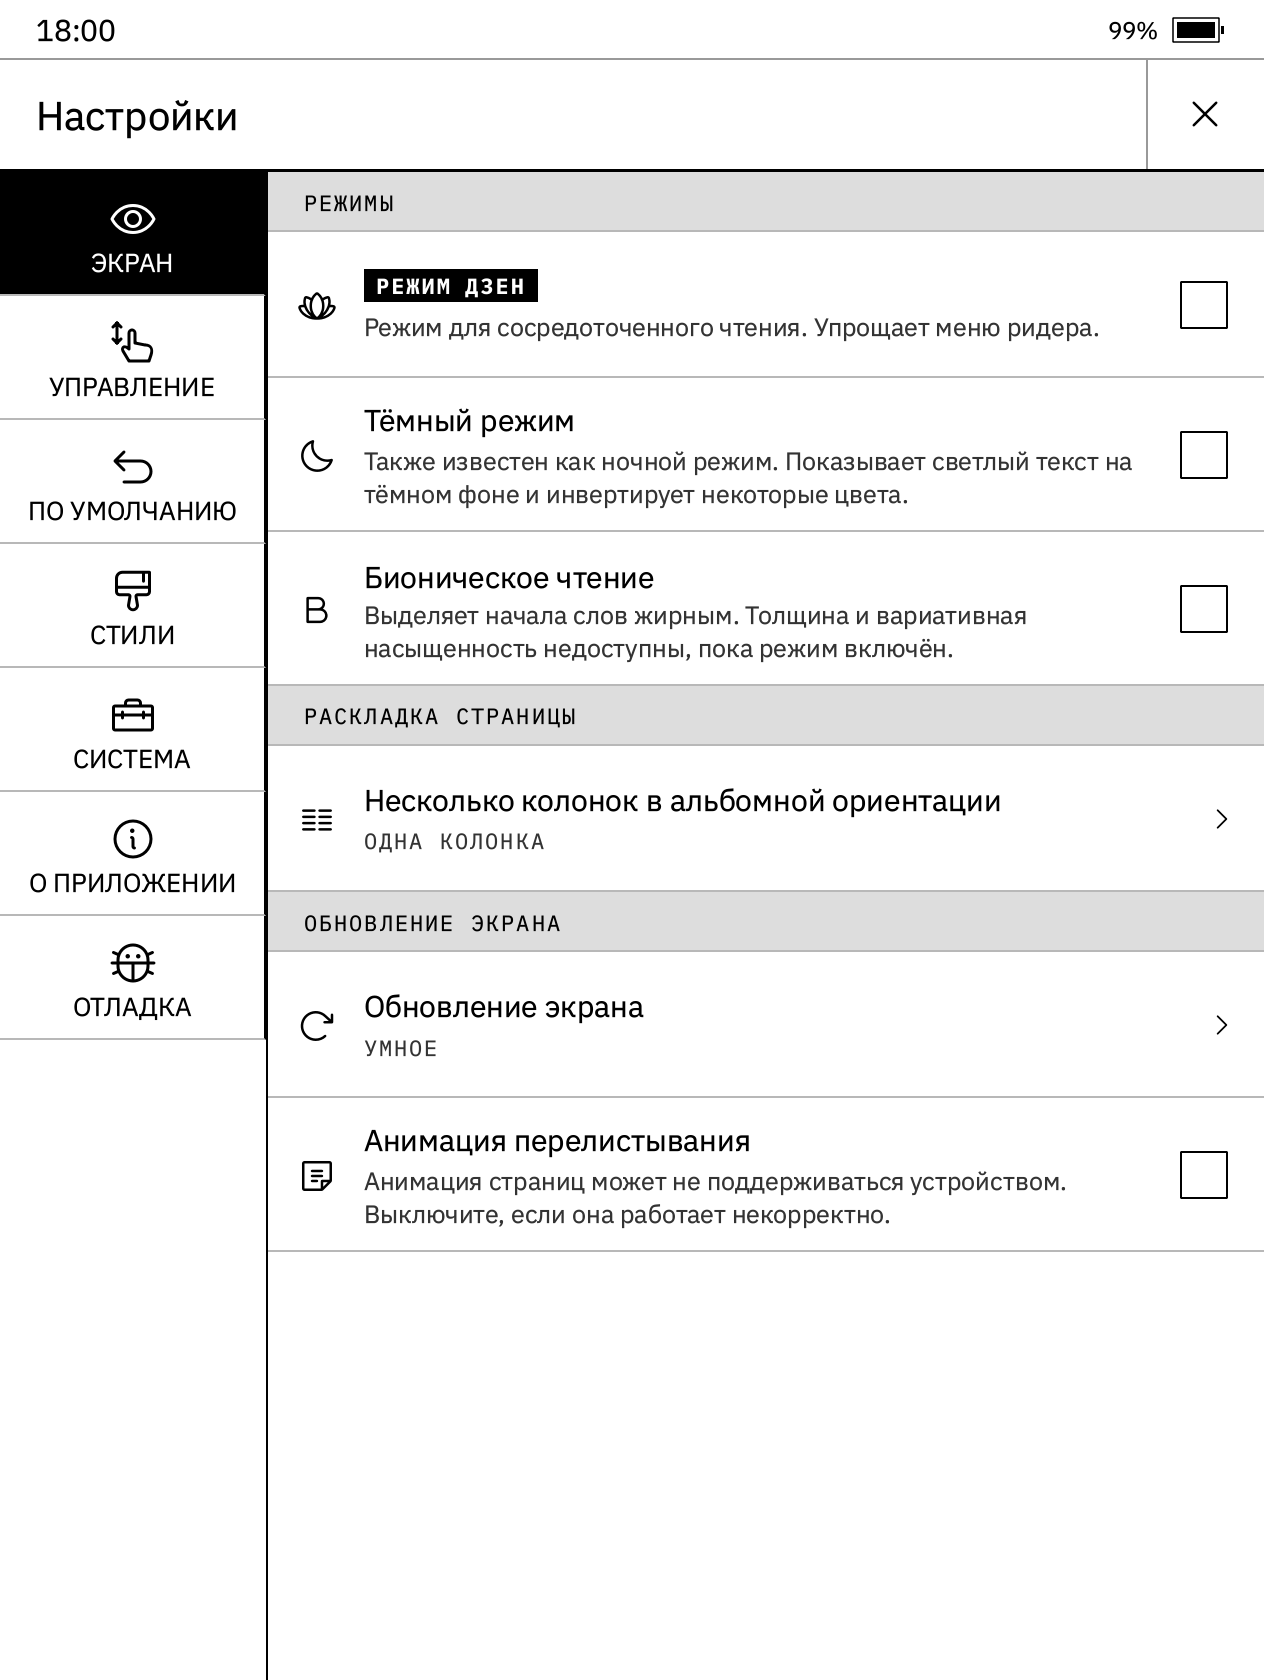 18:00
99%
Настройки
ЭКРАН
УПРАВЛЕНИЕ
ПО УМОЛЧАНИЮ
СТИЛИ
СИСТЕМА
О ПРИЛОЖЕНИИ
ОТЛАДКА
РЕЖИМЫ
РЕЖИМ ДЗЕН
Режим для сосредоточенного чтения. Упрощает меню ридера.
Тёмный режим
Также известен как ночной режим. Показывает светлый текст на
тёмном фоне и инвертирует некоторые цвета.
Бионическое чтение
Выделяет начала слов жирным. Толщина и вариативная
насыщенность недоступны, пока режим включён.
РАСКЛАДКА СТРАНИЦЫ
Несколько колонок в альбомной ориентации
ОДНА КОЛОНКА
ОБНОВЛЕНИЕ ЭКРАНА
Обновление экрана
УМНОЕ
Анимация перелистывания
Анимация страниц может не поддерживаться устройством.
Выключите, если она работает некорректно.